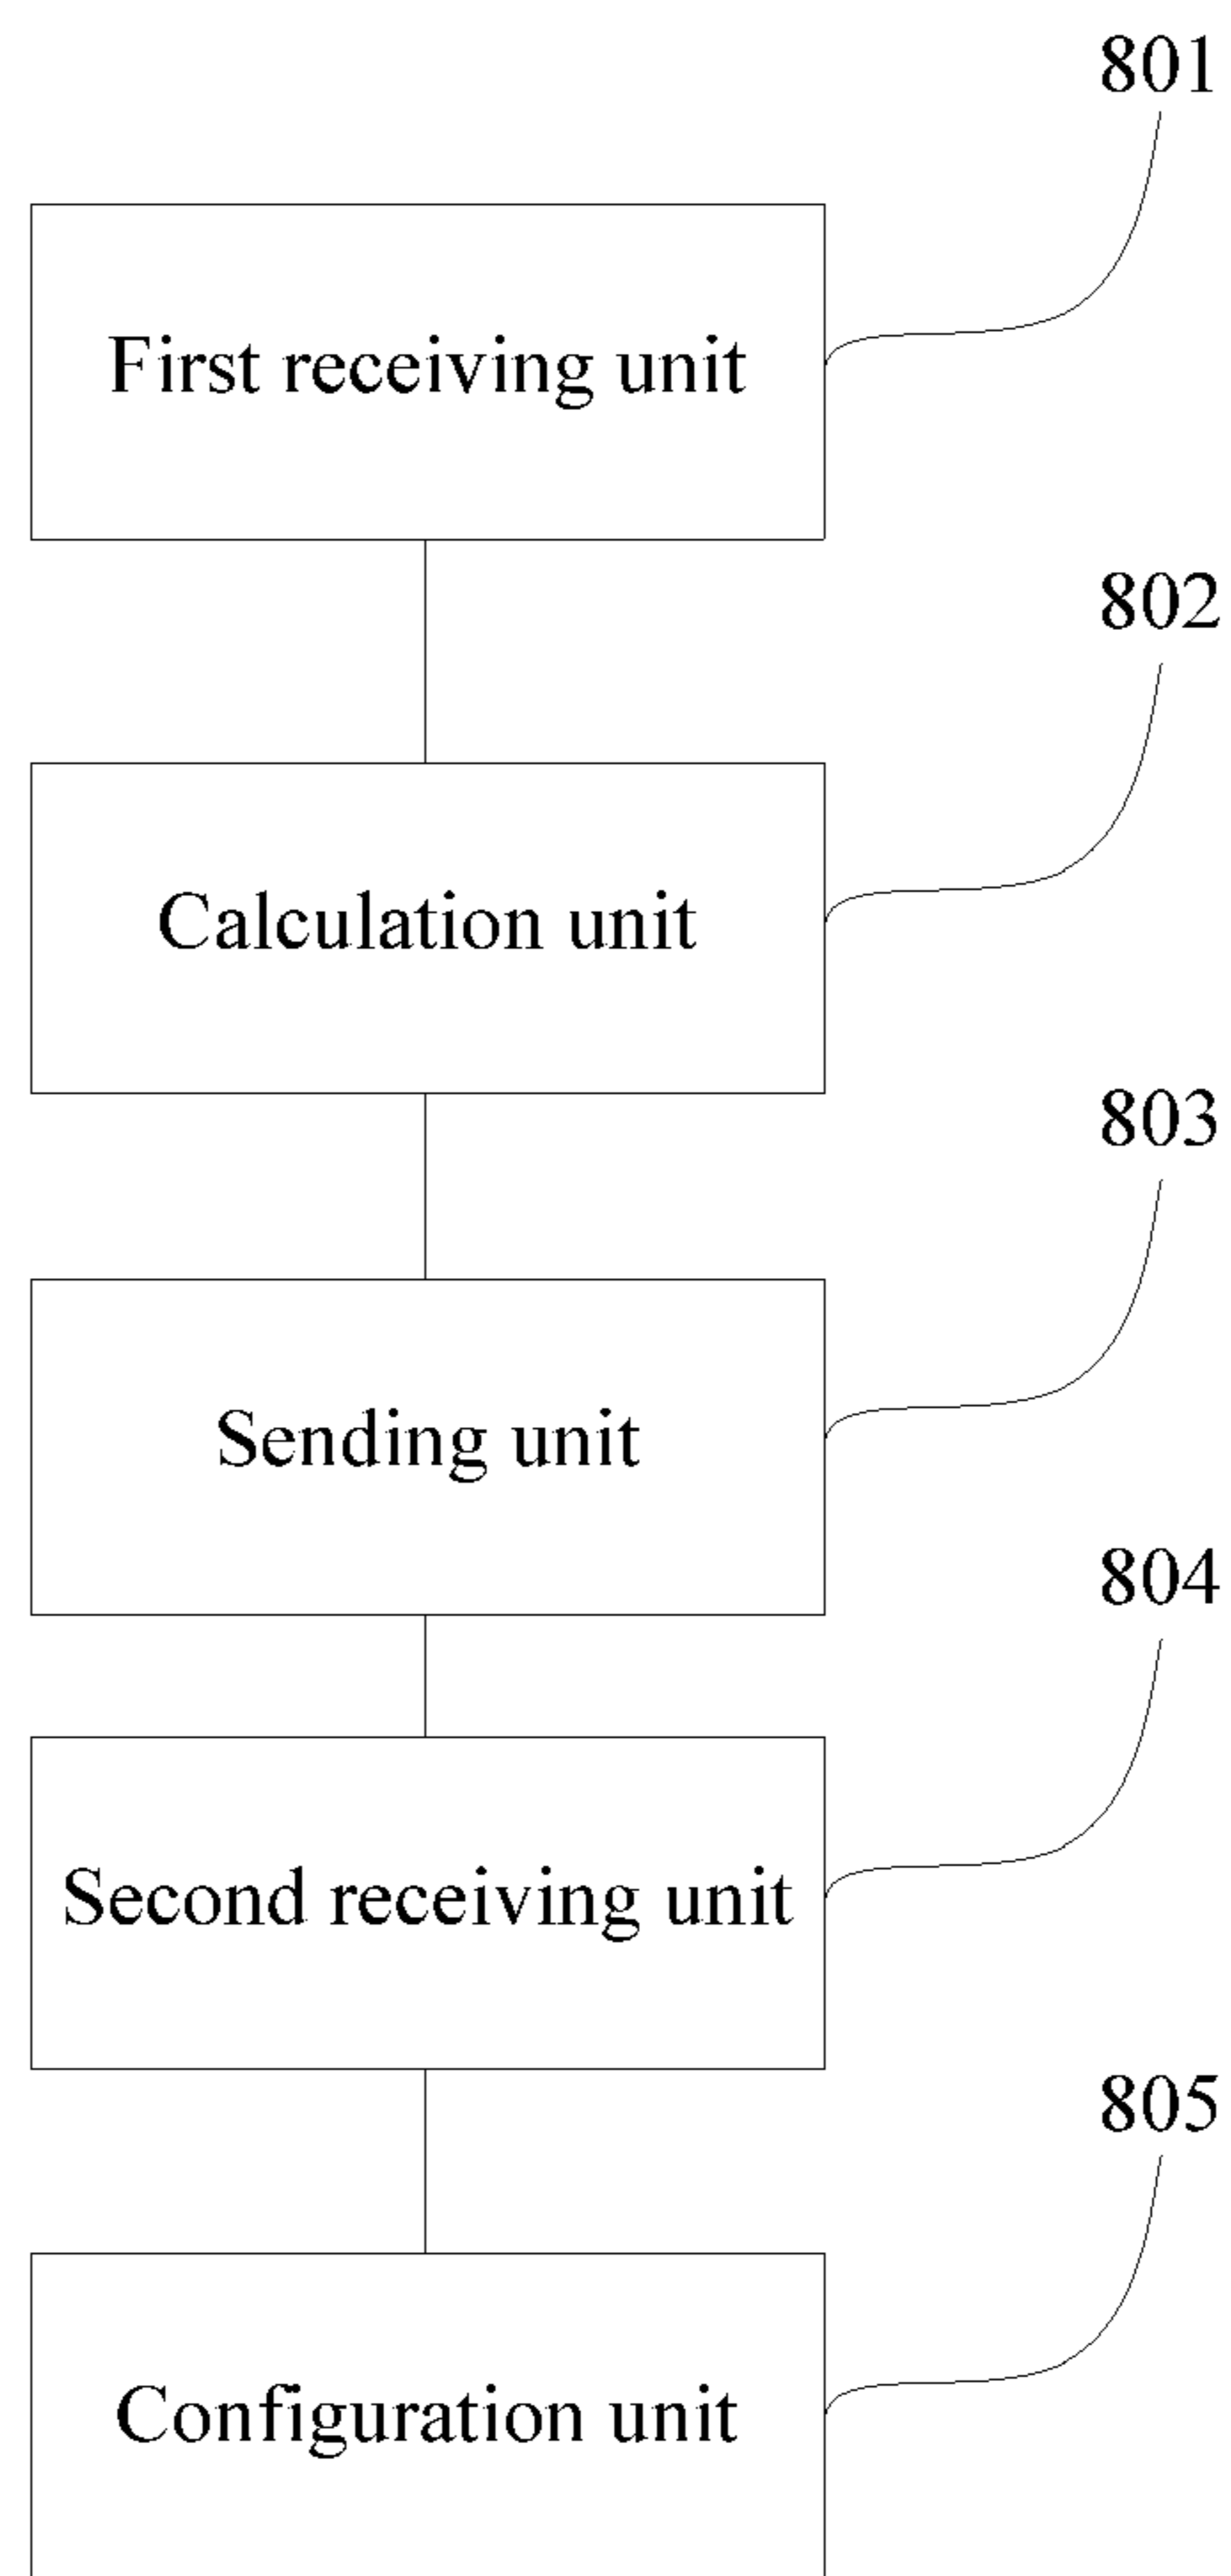 801
First receiving unit
802
Calculation unit
803
Sending unit
804
Second receiving unit
805
Configuration unit